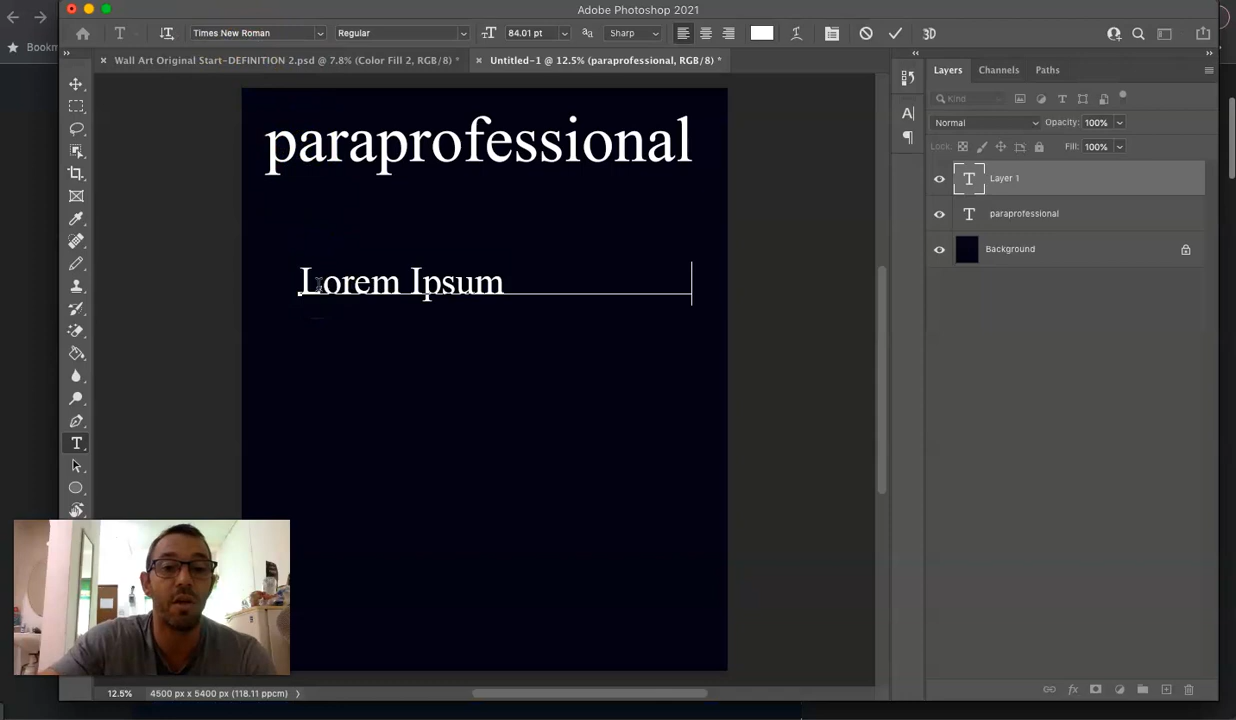 Adobe Photoshop 2021
Times New Roman Regular 84.01 pt Sharp 3D
Bookm
Wall Art Original Start-DEFINITION 2.psd @ 7.8% (Color Fill 2, RGB/8) *
Untitled-1 @ 12.5% (paraprofessional, RGB/8) *
Layers Channels Paths
Kind
Normal Opacity: 100%
Lock: Fill: 100%
Layer 1
paraprofessional
Background
paraprofessional
Lorem Ipsum
12.5% 4500 px x 5400 px (118.11 ppcm)